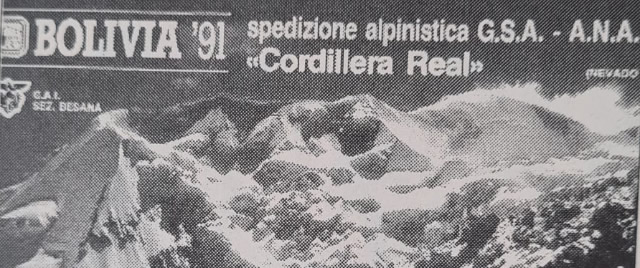 BOLIVIA '91
spedizione alpinistica G.S.A. - A.N.A.
«Cordillera Real»
(NEVADO
C.A.I.
SEZ. BESANA